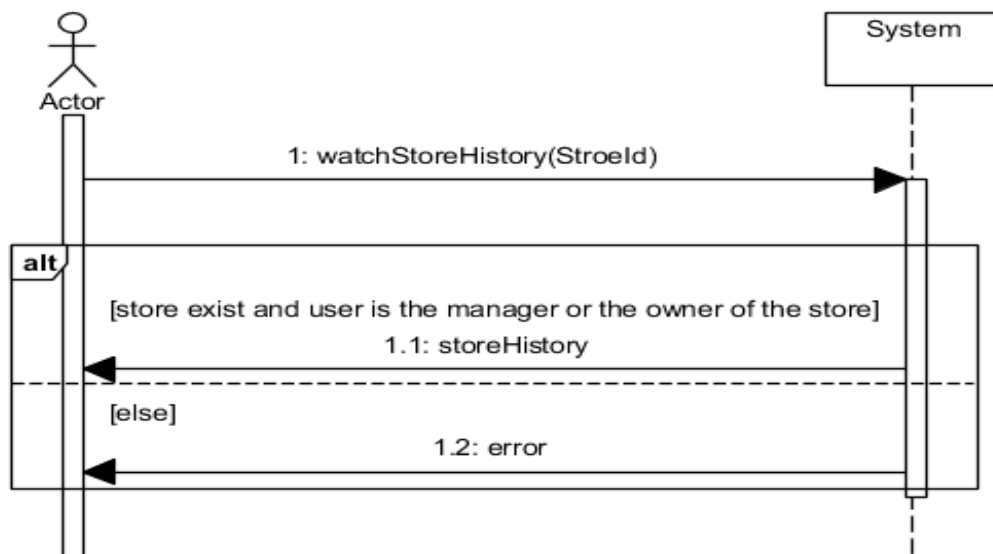 System
Actor
1: watchStoreHistory(StroeId)
alt
[store exist and user is the manager or the owner of the store]
1.1: storeHistory
[else]
1.2: error